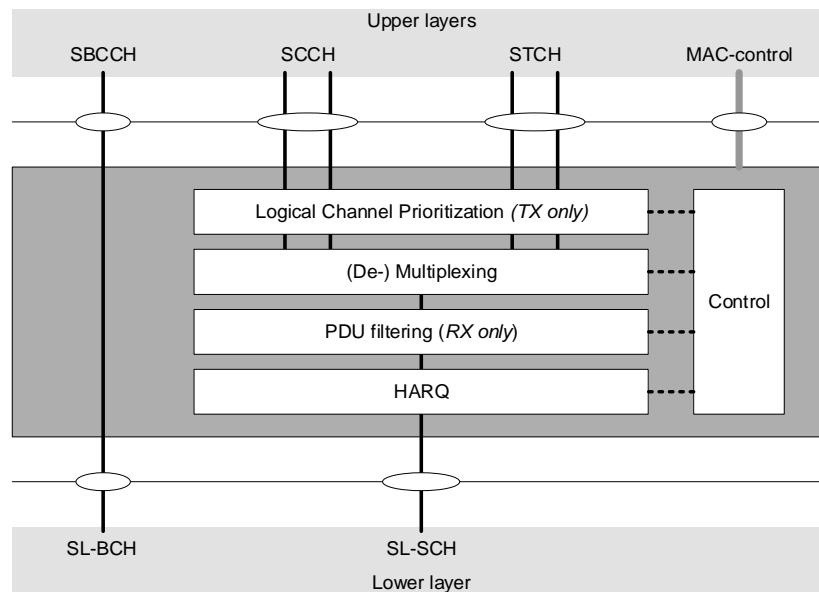 Upper layers
SBCCH SCCH STCH MAC-control
Logical Channel Prioritization (TX only)
(De-) Multiplexing
Control
PDU filtering (RX only)
HARQ
SL-BCH SL-SCH
Lower layer